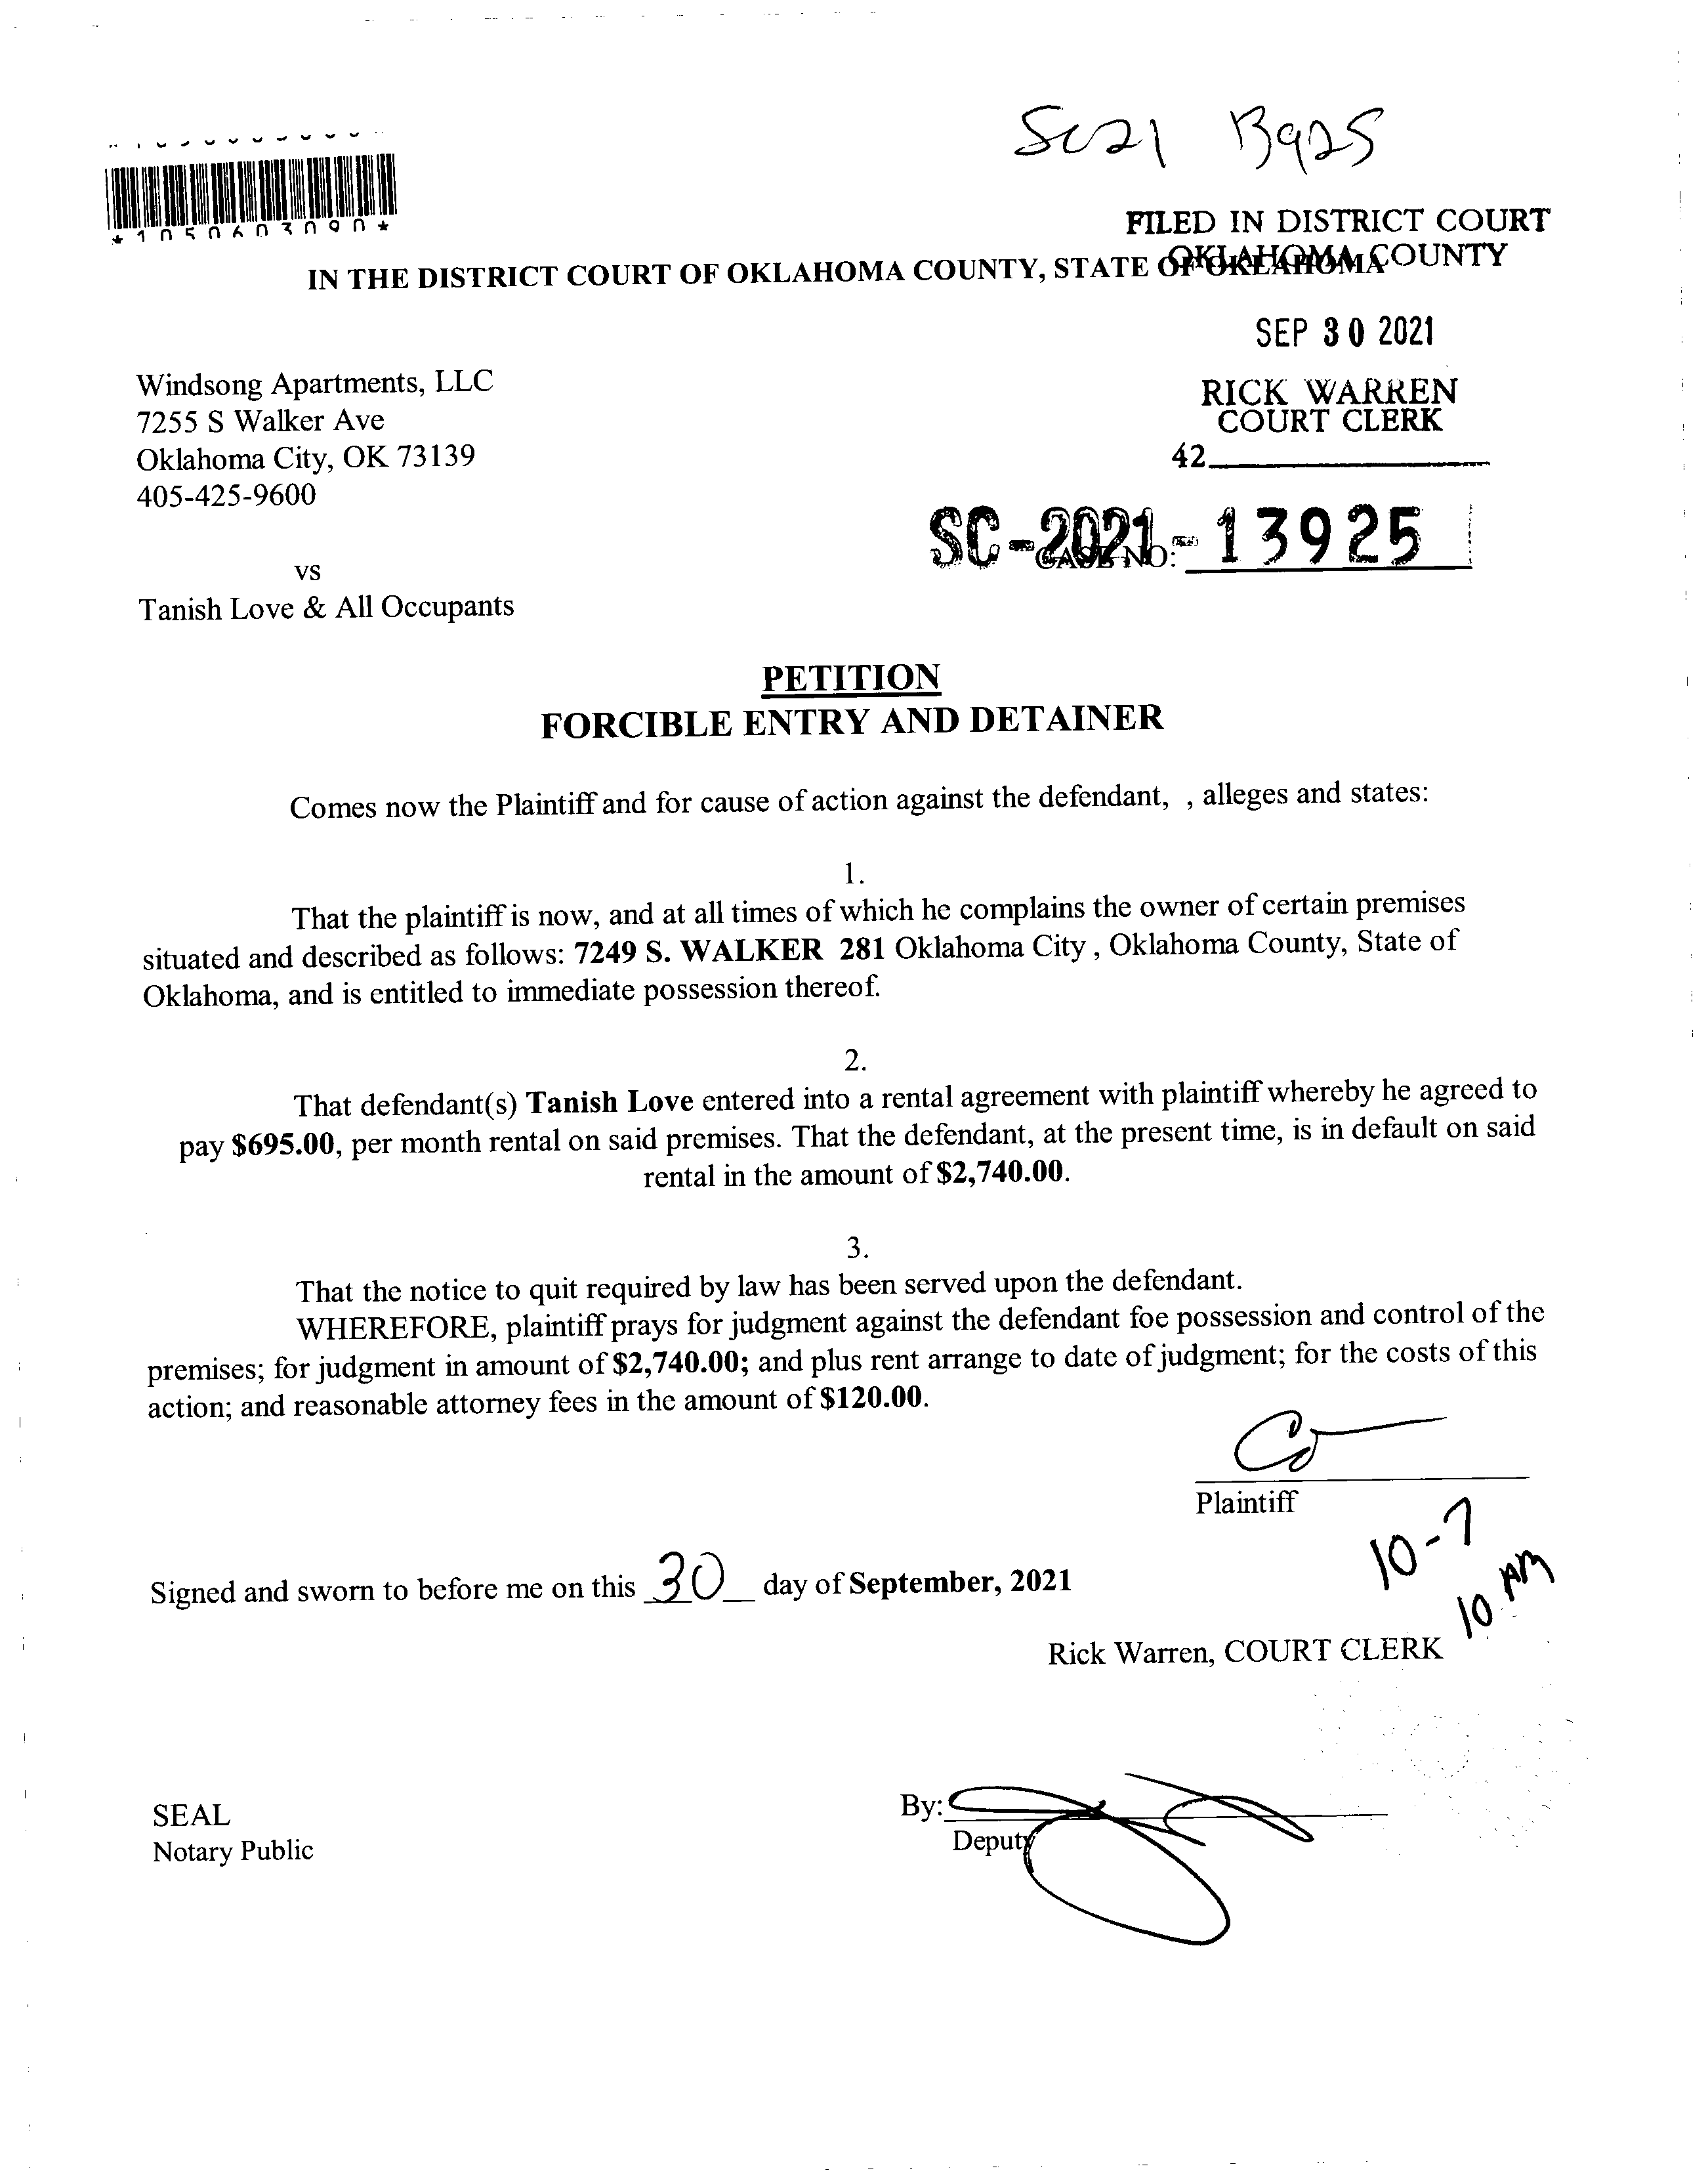 SC21 13925
*1050603090*
FILED IN DISTRICT COURT
OKLAHOMA COUNTY
IN THE DISTRICT COURT OF OKLAHOMA COUNTY, STATE OF OKLAHOMA
SEP 30 2021
RICK WARREN
COURT CLERK
42
Windsong Apartments, LLC
7255 S Walker Ave
Oklahoma City, OK 73139
405-425-9600
SC-2021-13925
CASE NO:
vs
Tanish Love & All Occupants
PETITION
FORCIBLE ENTRY AND DETAINER
Comes now the Plaintiff and for cause of action against the defendant, , alleges and states:
1.
That the plaintiff is now, and at all times of which he complains the owner of certain premises
situated and described as follows: 7249 S. WALKER 281 Oklahoma City , Oklahoma County, State of
Oklahoma, and is entitled to immediate possession thereof.
2.
That defendant(s) Tanish Love entered into a rental agreement with plaintiff whereby he agreed to
pay $695.00, per month rental on said premises. That the defendant, at the present time, is in default on said
rental in the amount of $2,740.00.
3.
That the notice to quit required by law has been served upon the defendant.
WHEREFORE, plaintiff prays for judgment against the defendant foe possession and control of the
premises; for judgment in amount of $2,740.00; and plus rent arrange to date of judgment; for the costs of this
action; and reasonable attorney fees in the amount of $120.00.
Plaintiff
10-7
10 AM
Signed and sworn to before me on this 30 day of September, 2021
Rick Warren, COURT CLERK
SEAL
Notary Public
By:
Deputy